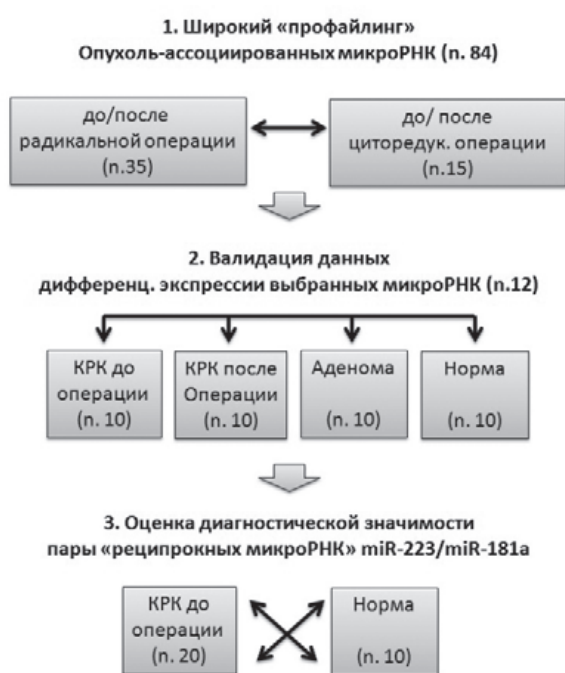 1. Широкий «профайлинг»
Опухоль-ассоциированных микроРНК (n. 84)
до/после
радикальной операции
(n.35)
до/ после
циторедук. операции
(n.15)
2. Валидация данных
дифференц. экспрессии выбранных микроРНК (n.12)
КРК до
операции
(n. 10)
КРК после
Операции
(n. 10)
Аденома
(n. 10)
Норма
(n. 10)
3. Оценка диагностической значимости
пары «реципрокных микроРНК» miR-223/miR-181a
КРК до
операции
(n. 20)
Норма
(n. 10)